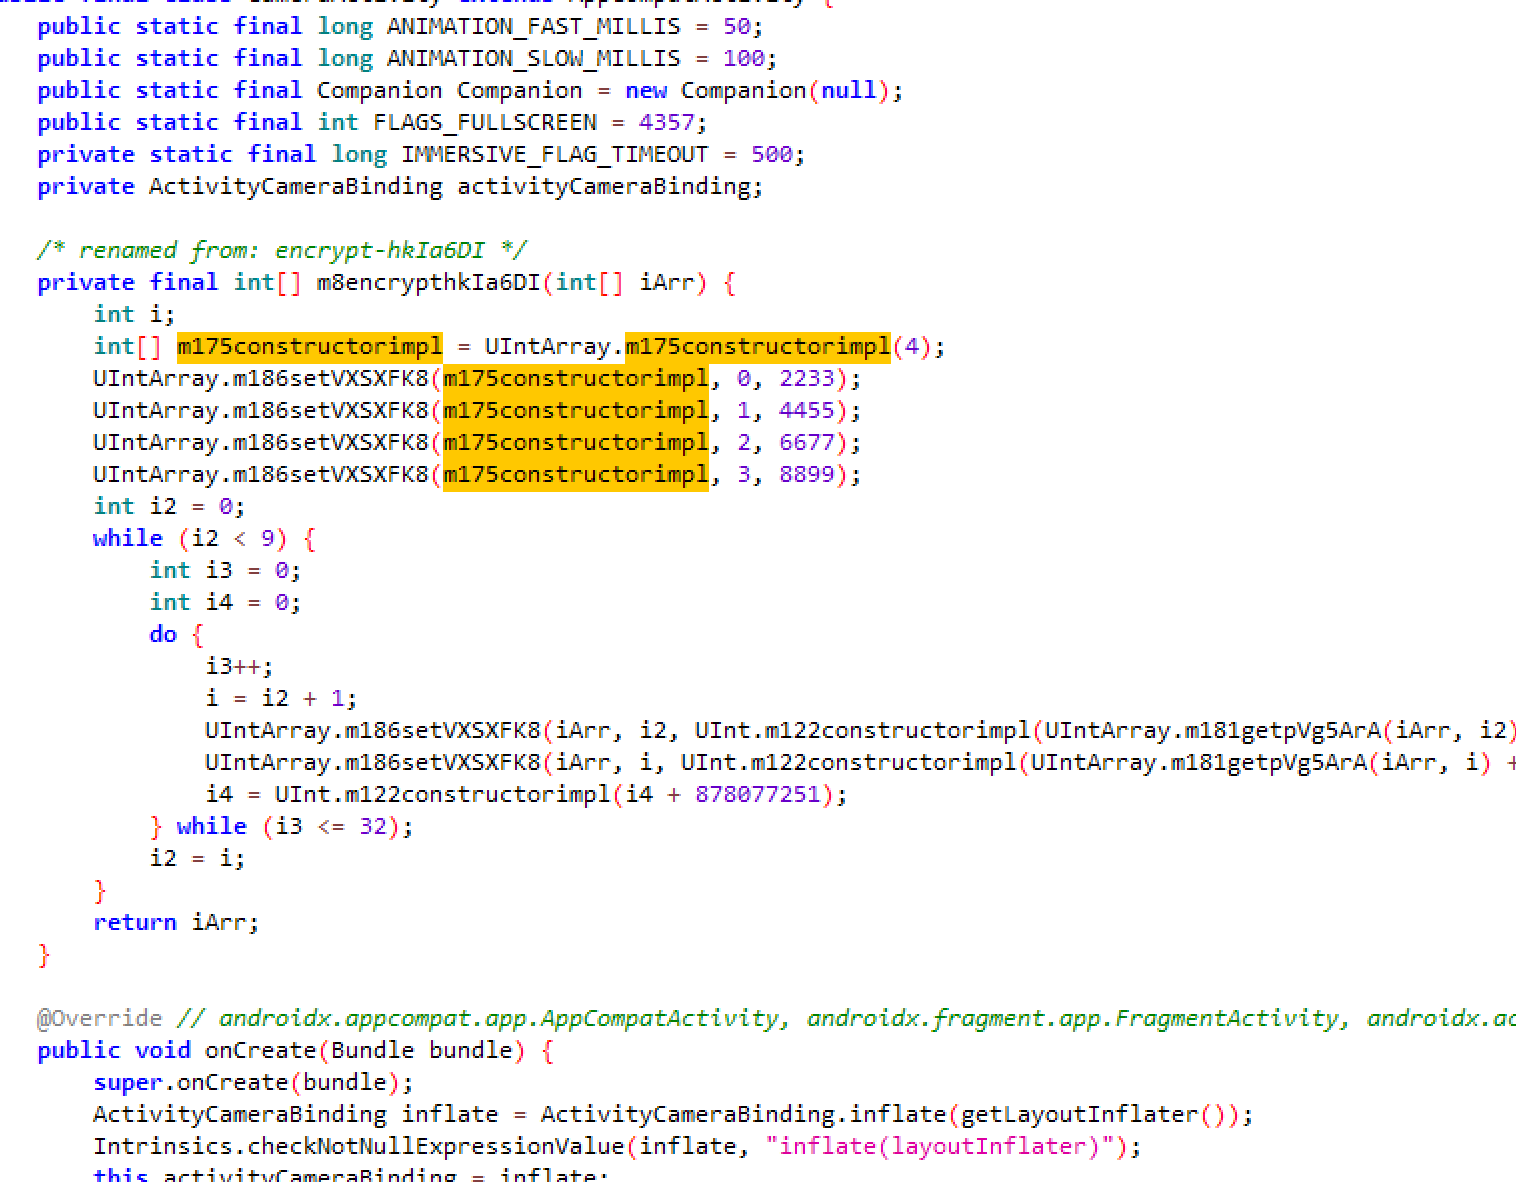 public static final long ANIMATION_FAST_MILLIS = 50;
public static final long ANIMATION_SLOW_MILLIS = 100;
public static final Companion Companion = new Companion(null);
public static final int FLAGS_FULLSCREEN = 4357;
private static final long IMMERSIVE_FLAG_TIMEOUT = 500;
private ActivityCameraBinding activityCameraBinding;
/* renamed from: encrypt-hkIa6DI */
private final int[] m8encrypthkIa6DI(int[] iArr) {
int i;
int[] m175constructorimpl = UIntArray.m175constructorimpl(4);
UIntArray.m186setVXSXFK8(m175constructorimpl, 0, 2233);
UIntArray.m186setVXSXFK8(m175constructorimpl, 1, 4455);
UIntArray.m186setVXSXFK8(m175constructorimpl, 2, 6677);
UIntArray.m186setVXSXFK8(m175constructorimpl, 3, 8899);
int i2 = 0;
while (i2 < 9) {
int i3 = 0;
int i4 = 0;
do {
i3++;
i = i2 + 1;
UIntArray.m186setVXSXFK8(iArr, i2, UInt.m122constructorimpl(UIntArray.m181getpVg5ArA(iArr, i2)
UIntArray.m186setVXSXFK8(iArr, i, UInt.m122constructorimpl(UIntArray.m181getpVg5ArA(iArr, i) +
i4 = UInt.m122constructorimpl(i4 + 878077251);
} while (i3 <= 32);
i2 = i;
}
return iArr;
}
@Override // androidx.appcompat.app.AppCompatActivity, androidx.fragment.app.FragmentActivity, androidx.ac
public void onCreate(Bundle bundle) {
super.onCreate(bundle);
ActivityCameraBinding inflate = ActivityCameraBinding.inflate(getLayoutInflater());
Intrinsics.checkNotNullExpressionValue(inflate, "inflate(layoutInflater)");
this.activityCameraBinding = inflate;